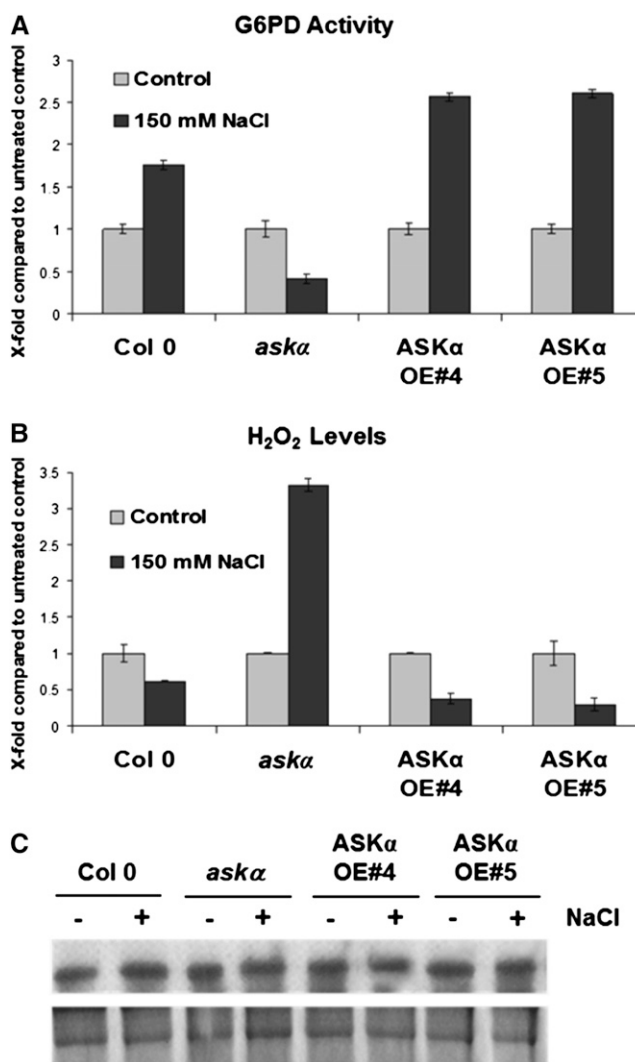 A
G6PD Activity
X-fold compared to untreated control
3
2.5
2
1.5
1
0.5
0
Control
150 mM NaCl
Col 0
askα
ASKα OE#4
ASKα OE#5
B
H₂O₂ Levels
X-fold compared to untreated control
3.5
3
2.5
2
1.5
1
0.5
0
Control
150 mM NaCl
Col 0
askα
ASKα OE#4
ASKα OE#5
C
Col 0
askα
ASKα OE#4
ASKα OE#5
- + - + - + - + NaCl